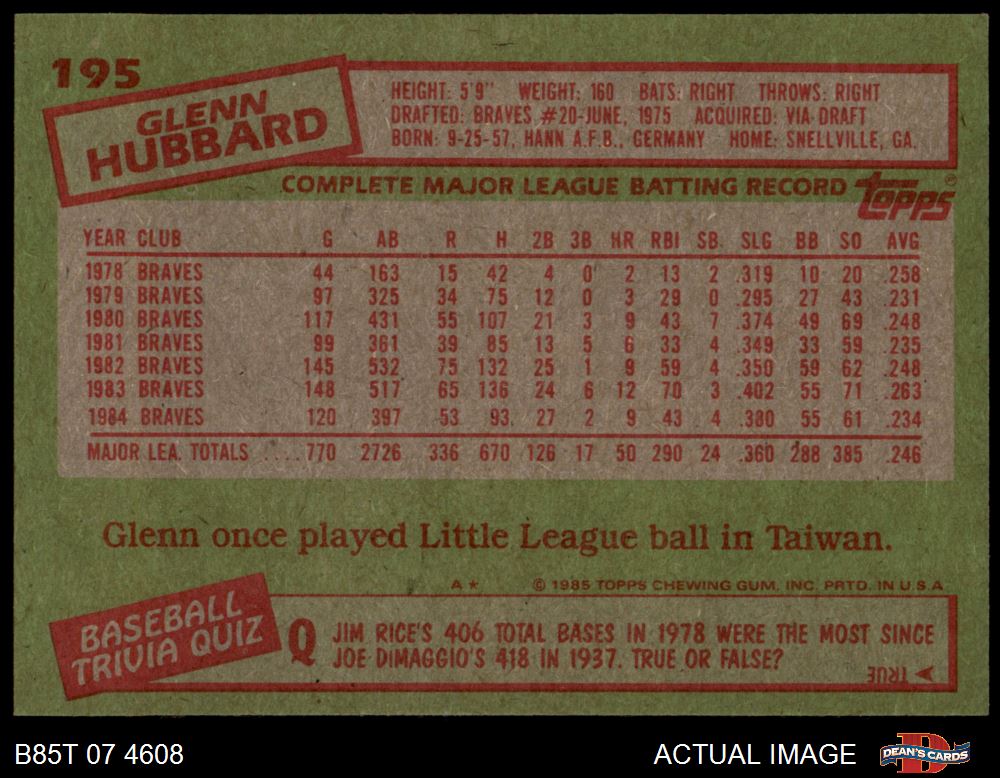 195
GLENN
HUBBARD
HEIGHT: 5'9" WEIGHT: 160 BATS: RIGHT THROWS: RIGHT
DRAFTED: BRAVES, #20-JUNE, 1975 ACQUIRED: VIA DRAFT
BORN: 9-25-57, HANN A.F.B., GERMANY HOME: SNELLVILLE, GA.
COMPLETE MAJOR LEAGUE BATTING RECORD topps®
YEAR CLUB G AB R H 2B 3B HR RBI SB SLG BB SO AVG
1978 BRAVES 44 163 15 42 4 0 2 13 2 .319 10 20 .258
1979 BRAVES 97 325 34 75 12 0 3 29 0 .295 27 43 .231
1980 BRAVES 117 431 55 107 21 3 9 43 7 .374 49 69 .248
1981 BRAVES 99 361 39 85 13 5 6 33 4 .349 33 59 .235
1982 BRAVES 145 532 75 132 25 1 9 59 4 .350 59 62 .248
1983 BRAVES 148 517 65 136 24 6 12 70 3 .402 55 71 .263
1984 BRAVES 120 397 53 93 27 2 9 43 4 .380 55 61 .234
MAJOR LEA. TOTALS ....770 2726 336 670 126 17 50 290 24 .360 288 385 .246
Glenn once played Little League ball in Taiwan.
A* © 1985 TOPPS CHEWING GUM, INC. PRTD. IN U.S.A.
BASEBALL
TRIVIA QUIZ
Q JIM RICE'S 406 TOTAL BASES IN 1978 WERE THE MOST SINCE
JOE DIMAGGIO'S 418 IN 1937. TRUE OR FALSE?
TRUE
B85T 07 4608 ACTUAL IMAGE DEAN'S CARDS